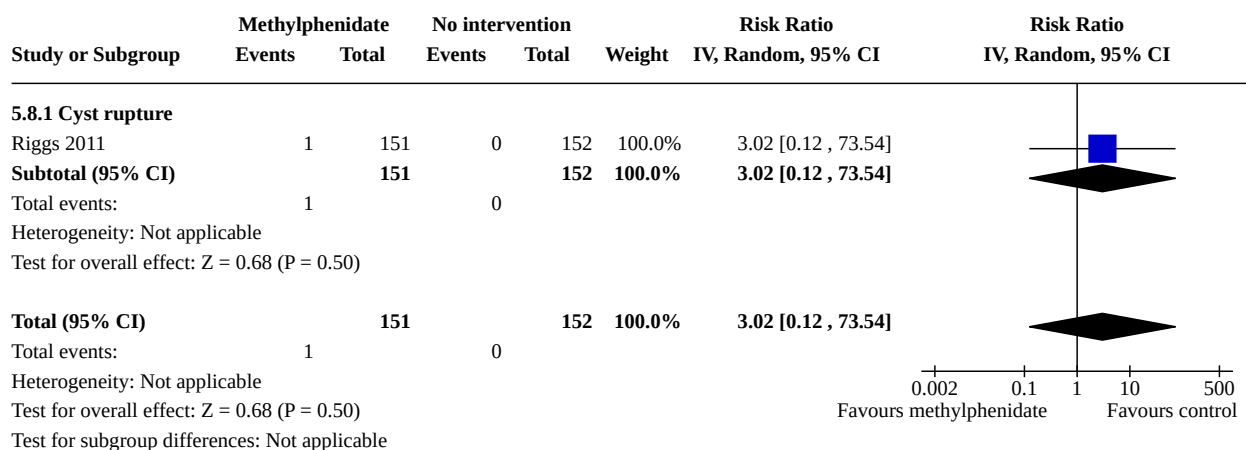 Methylphenidate No intervention Risk Ratio Risk Ratio
Study or Subgroup Events Total Events Total Weight IV, Random, 95% CI IV, Random, 95% CI
5.8.1 Cyst rupture
Riggs 2011 1 151 0 152 100.0% 3.02 [0.12 , 73.54]
Subtotal (95% CI) 151 152 100.0% 3.02 [0.12 , 73.54]
Total events: 1 0
Heterogeneity: Not applicable
Test for overall effect: Z = 0.68 (P = 0.50)
Total (95% CI) 151 152 100.0% 3.02 [0.12 , 73.54]
Total events: 1 0
Heterogeneity: Not applicable 0.002 0.1 1 10 500
Test for overall effect: Z = 0.68 (P = 0.50) Favours methylphenidate Favours control
Test for subgroup differences: Not applicable